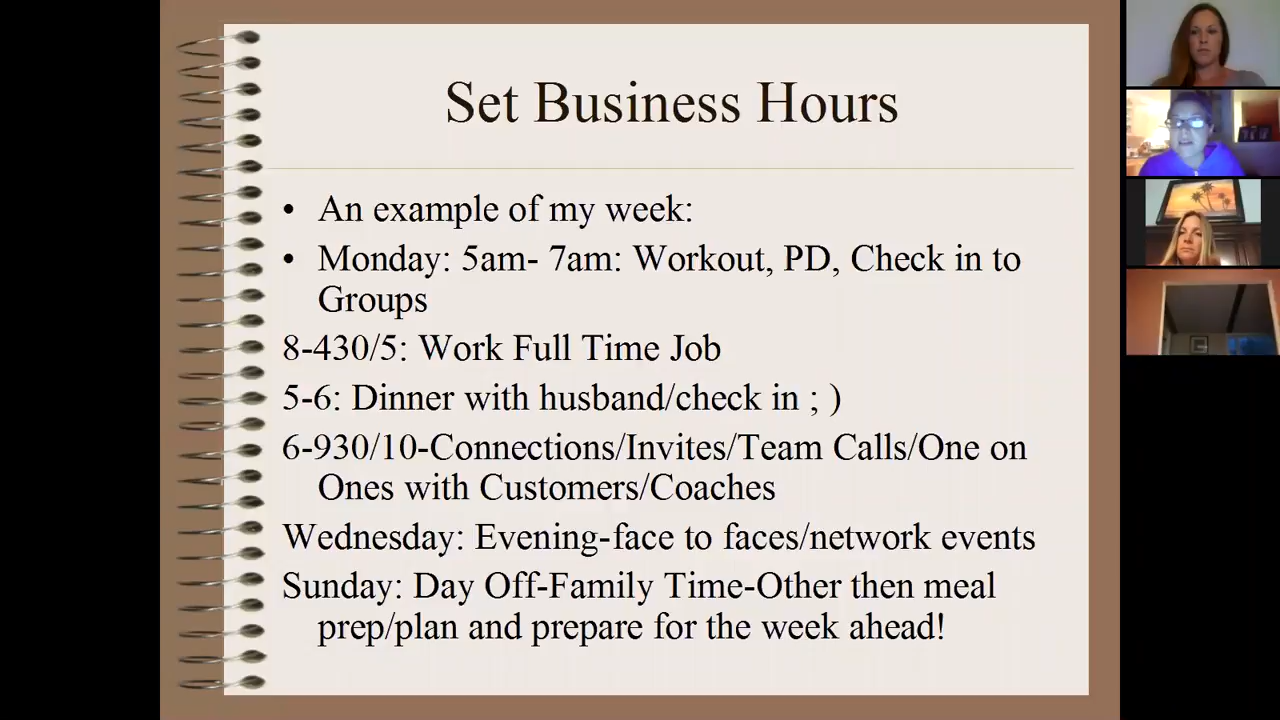 Set Business Hours
• An example of my week:
• Monday: 5am- 7am: Workout, PD, Check in to
Groups
8-430/5: Work Full Time Job
5-6: Dinner with husband/check in ; )
6-930/10-Connections/Invites/Team Calls/One on
Ones with Customers/Coaches
Wednesday: Evening-face to faces/network events
Sunday: Day Off-Family Time-Other then meal
prep/plan and prepare for the week ahead!